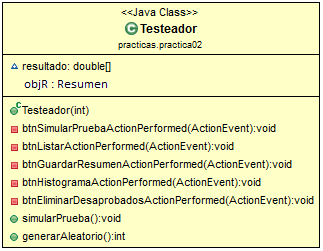 <<Java Class>>
Testeador
practicas.practica02
resultado: double[]
objR : Resumen
Testeador(int)
btnSimularPruebaActionPerformed(ActionEvent):void
btnListarActionPerformed(ActionEvent):void
btnGuardarResumenActionPerformed(ActionEvent):void
btnHistogramaActionPerformed(ActionEvent):void
btnEliminarDesaprobadosActionPerformed(ActionEvent):void
simularPrueba():void
generarAleatorio():int